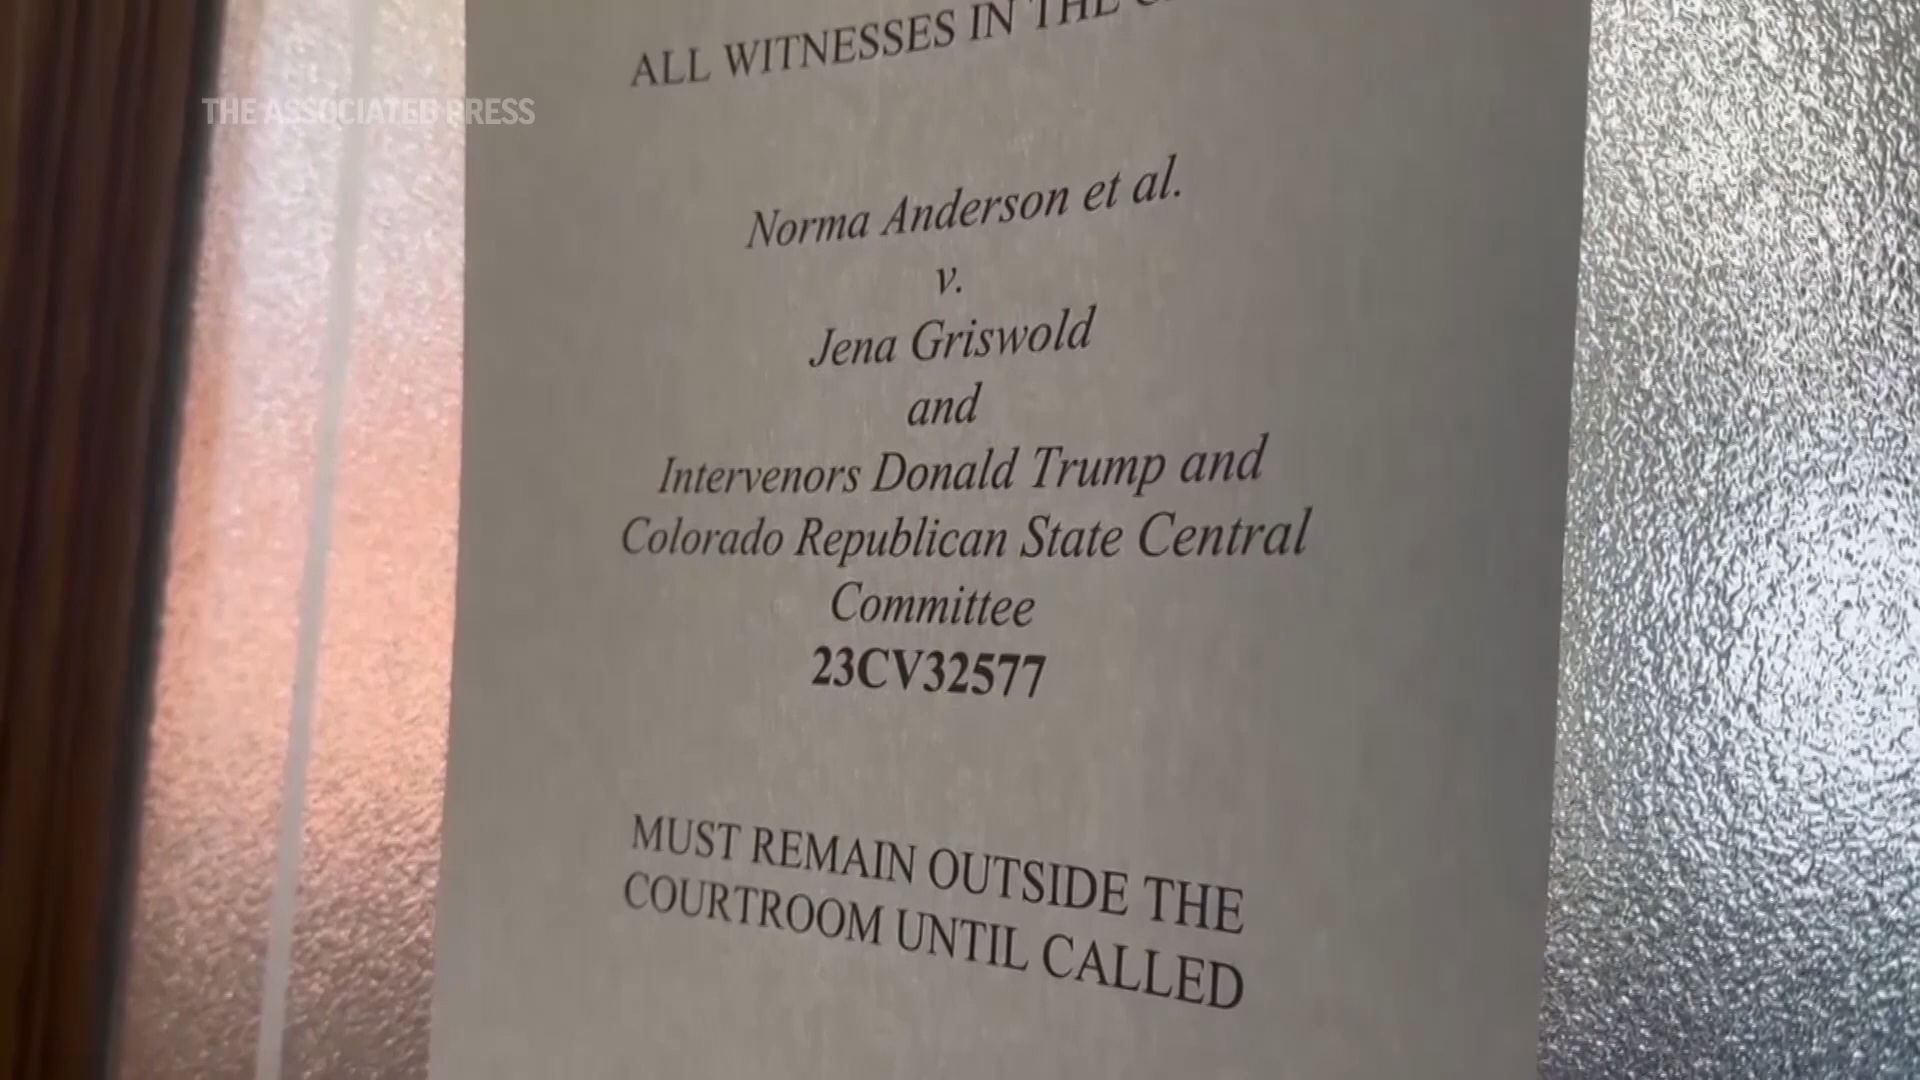 ALL WITNESSES IN THE
THE ASSOCIATED PRESS
Norma Anderson et al.
v.
Jena Griswold
and
Intervenors Donald Trump and
Colorado Republican State Central
Committee
23CV32577
MUST REMAIN OUTSIDE THE
COURTROOM UNTIL CALLED